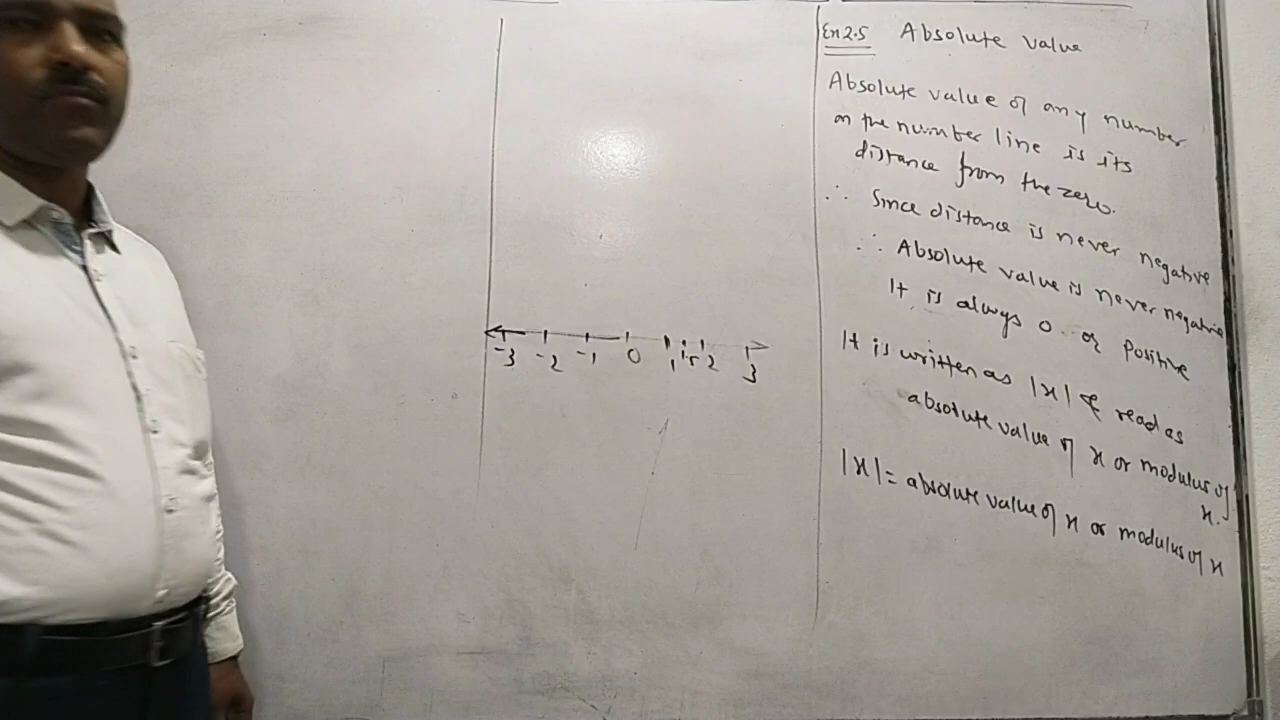 -3 -2 -1 0 1 1.5 2 3
Ex 2.5 Absolute value
Absolute value of any number
on the number line is its
distance from the zero.
∵ Since distance is never negative
∴ Absolute value is never negative
It is always 0 or Positive
It is written as |x| & read as
absolute value of x or modulus of
x.
|x| = absolute value of x or modulus of x